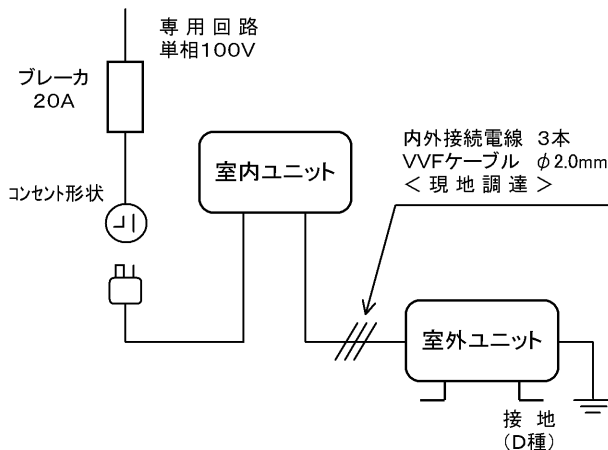 専用回路
単相100V
ブレーカ
20A
コンセント形状
室内ユニット
内外接続電線 3本
VVFケーブル φ2.0mm
<現地調達>
室外ユニット
接地
(D種)